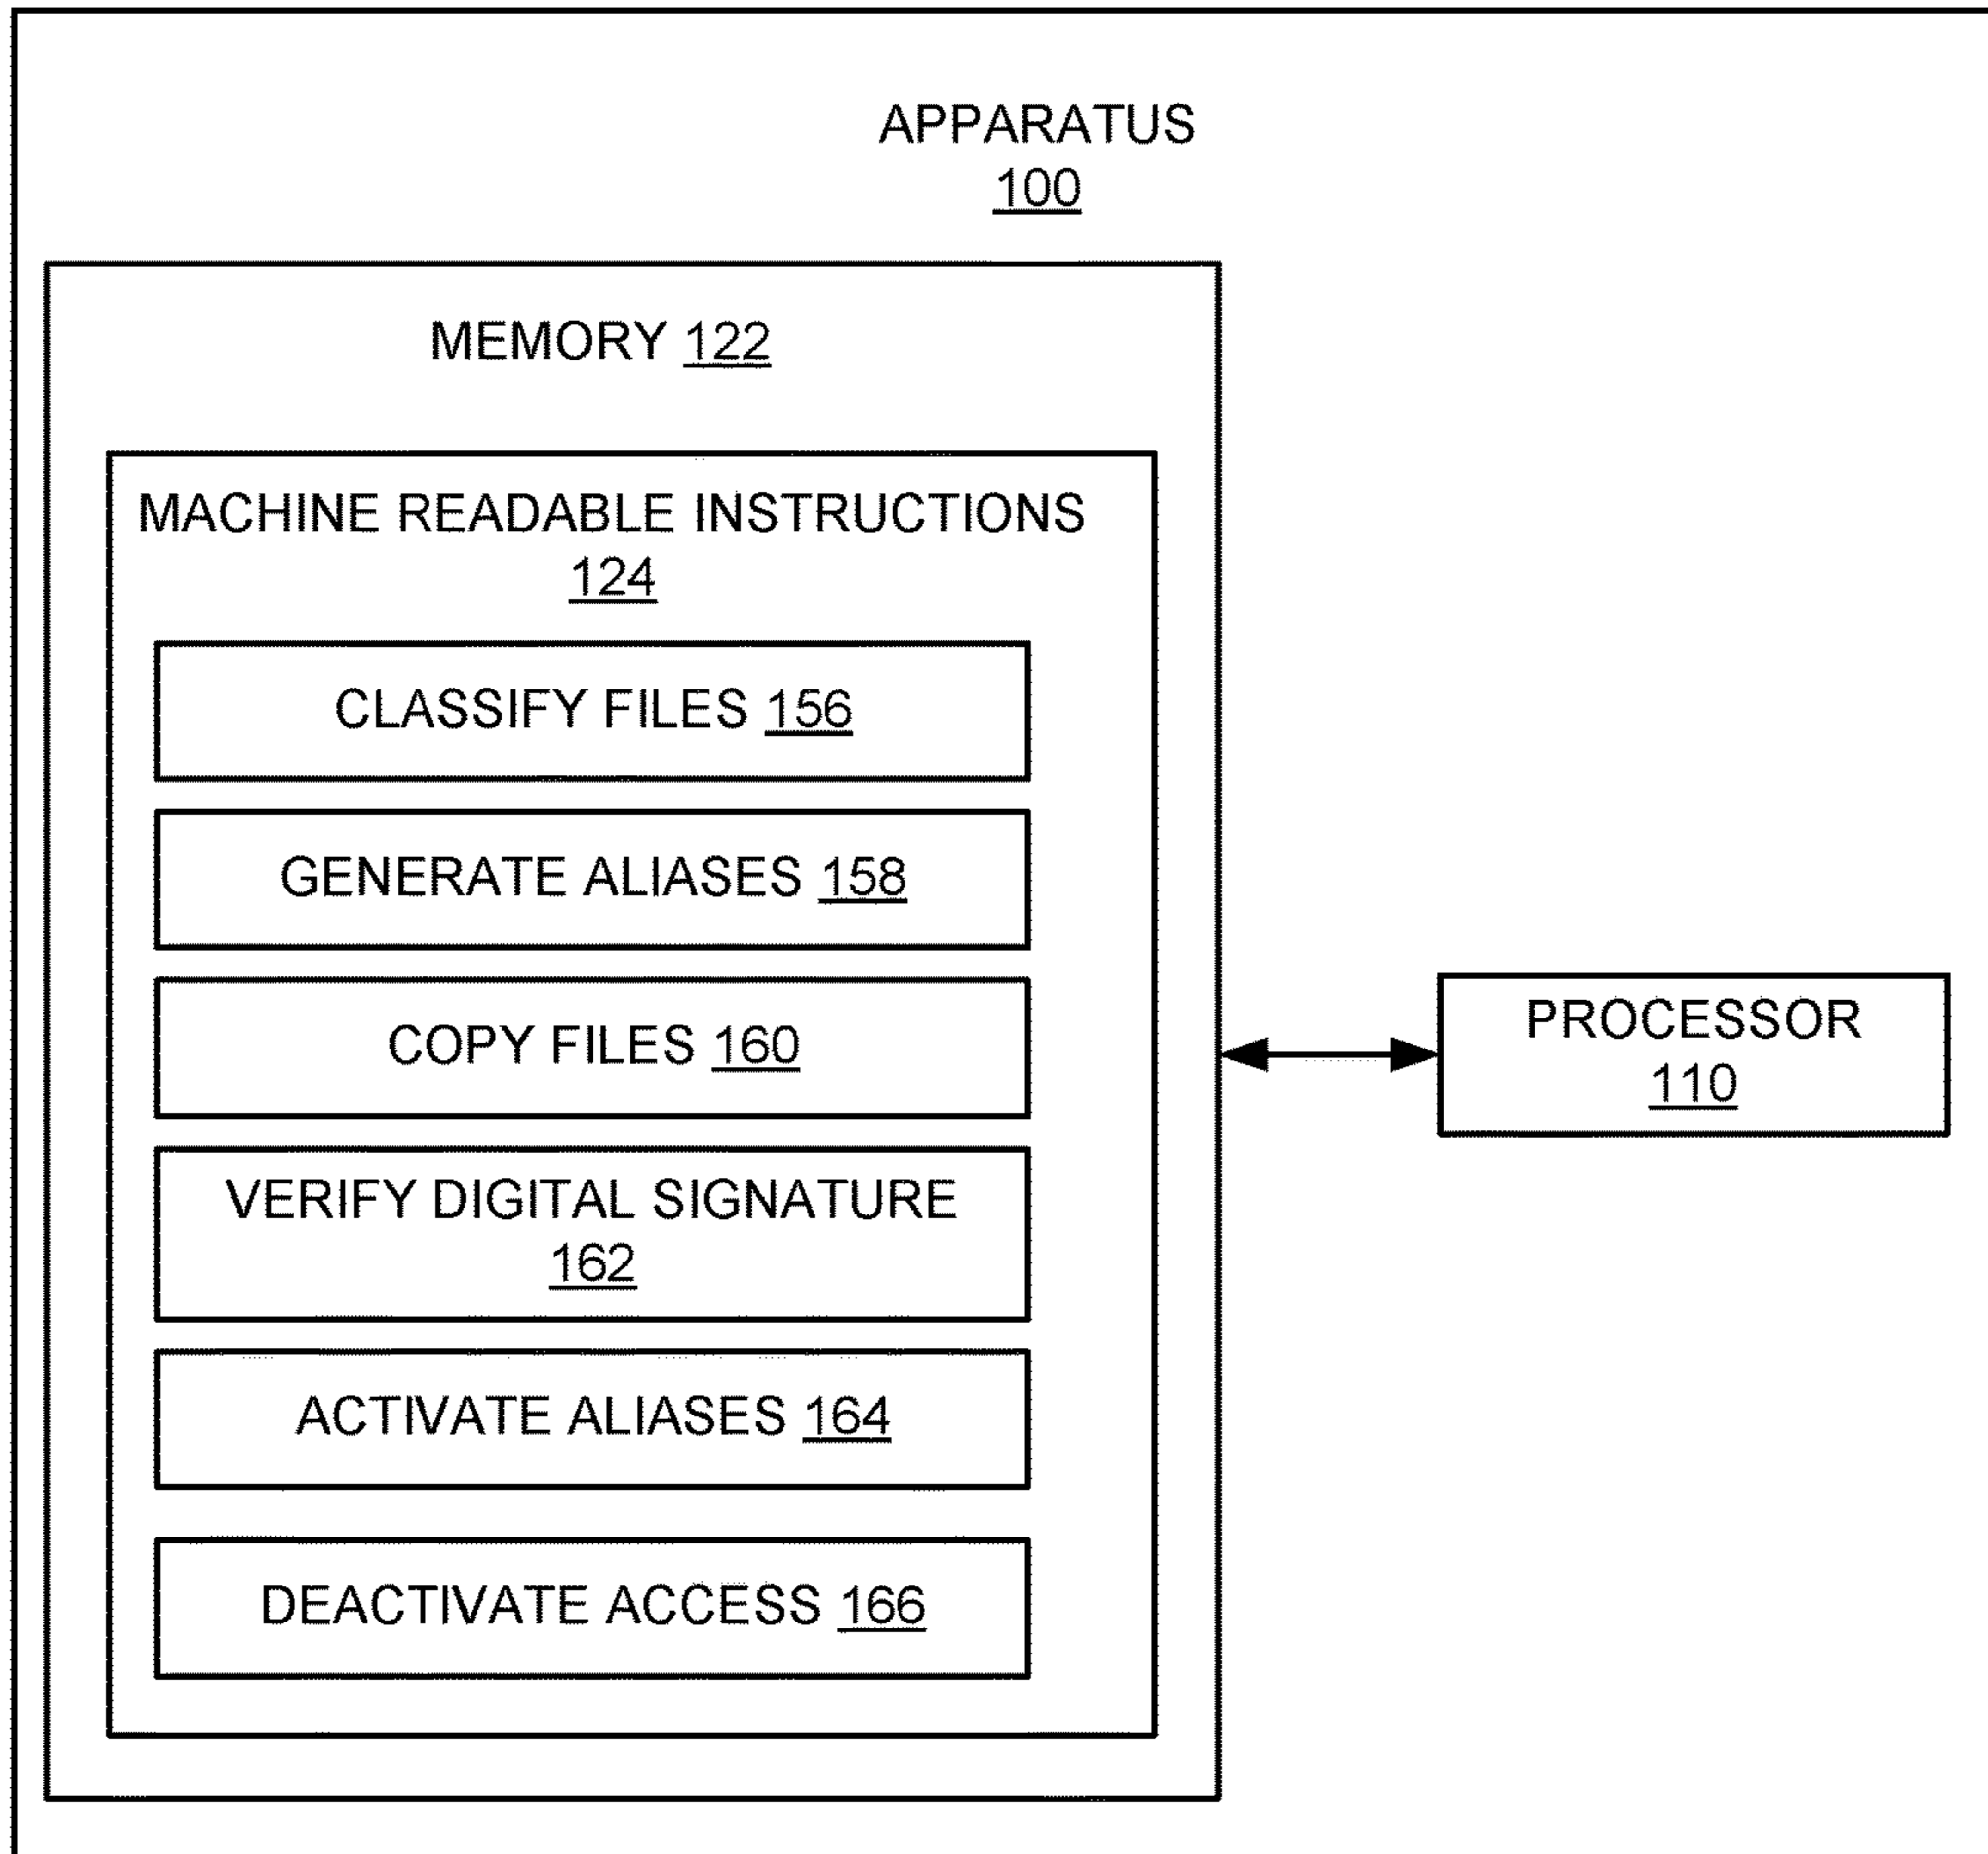 APPARATUS
100
MEMORY 122
MACHINE READABLE INSTRUCTIONS
124
CLASSIFY FILES 156
GENERATE ALIASES 158
COPY FILES 160
VERIFY DIGITAL SIGNATURE
162
ACTIVATE ALIASES 164
DEACTIVATE ACCESS 166
PROCESSOR
110